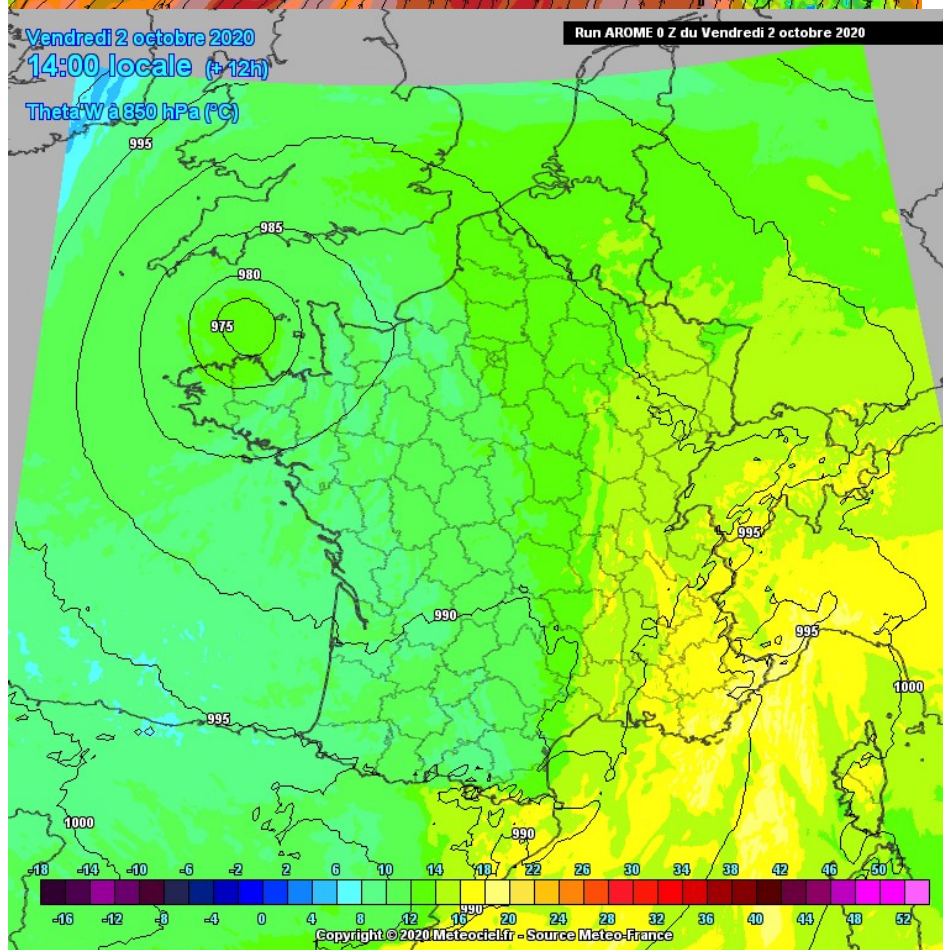 Vendredi 2 octobre 2020
Run AROME 0 Z du Vendredi 2 octobre 2020
14:00 locale (+ 12h)
Theta'W à 850 hPa (°C)
995
985
980
975
995
990
995
1000
995
1000
990
-18 -14 -10 -6 -2 2 6 10 14 18 22 26 30 34 38 42 46 50
990
-16 -12 -8 -4 0 4 8 12 16 20 24 28 32 36 40 44 48 52
Copyright © 2020 Meteociel.fr - Source Meteo-France